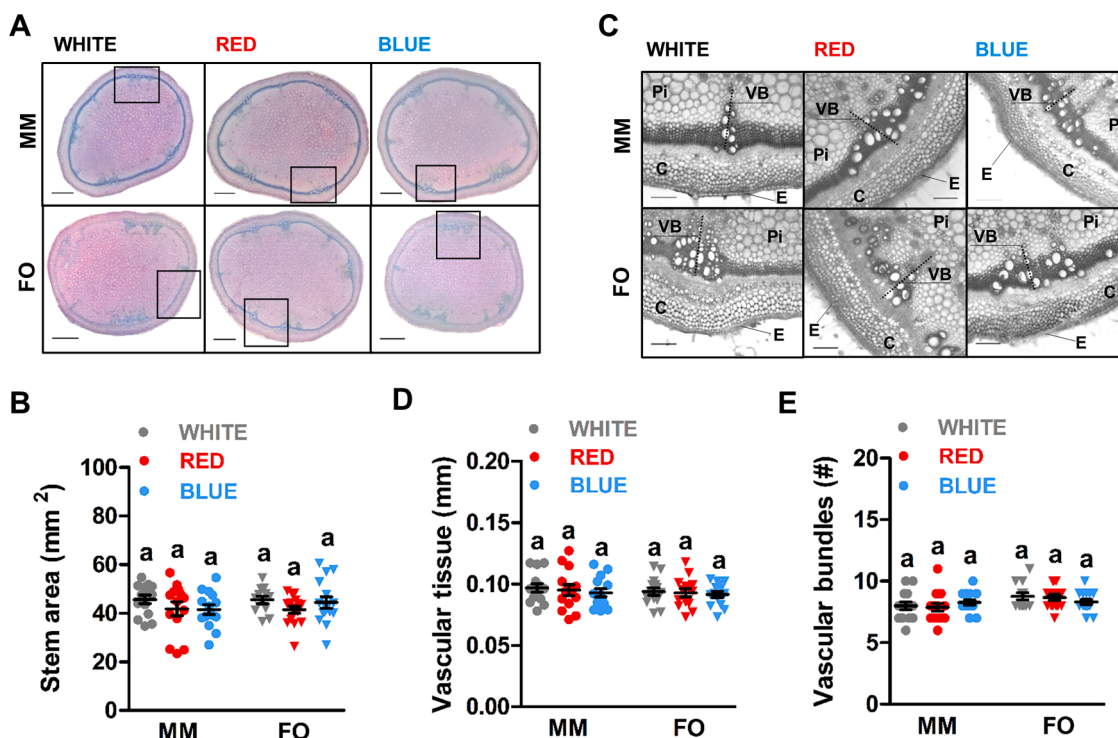 A
WHITE RED BLUE
MM
FO
C
WHITE RED BLUE
MM
Pi VB C E
VB Pi C E
VB P E C
FO
VB Pi C E
Pi VB E C
VB Pi C E
B
WHITE
RED
BLUE
Stem area (mm 2)
100
80
60
40
20
0
a a a a a a
MM FO
D
WHITE
RED
BLUE
Vascular tissue (mm)
0.20
0.15
0.10
0.05
0.00
a a a a a a
MM FO
E
WHITE
RED
BLUE
Vascular bundles (#)
20
15
10
5
0
a a a a a a
MM FO